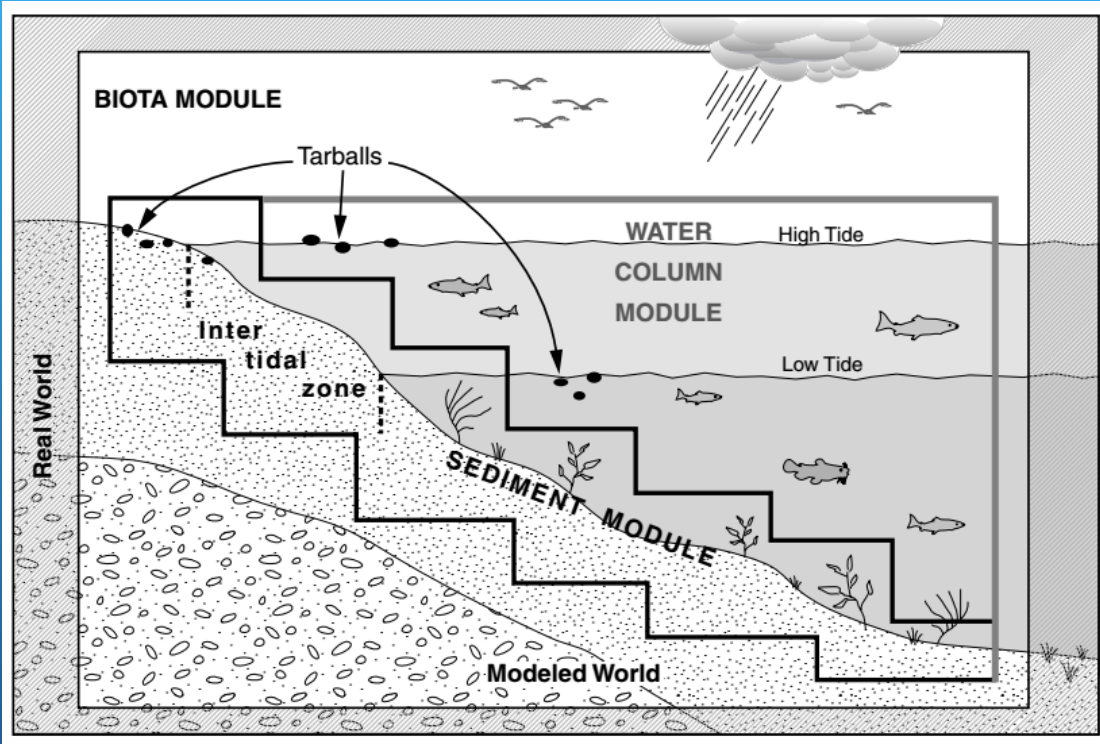 BIOTA MODULE
Tarballs
WATER
COLUMN
MODULE
High Tide
Inter
tidal
zone
Low Tide
Real World
SEDIMENT MODULE
Modeled World